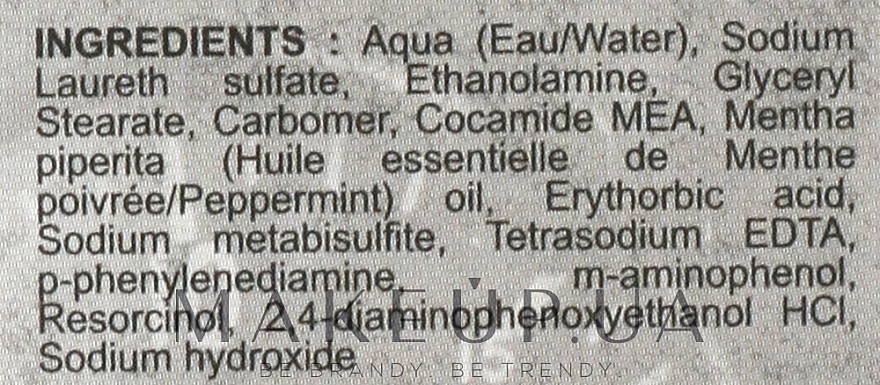 INGREDIENTS : Aqua (Eau/Water), Sodium
Laureth sulfate, Ethanolamine, Glyceryl
Stearate, Carbomer, Cocamide MEA, Mentha
piperita (Huile essentielle de Menthe
poivrée/Peppermint) oil, Erythorbic acid,
Sodium metabisulfite, Tetrasodium EDTA,
p-phenylenediamine, m-aminophenol,
Resorcinol, 2,4-diaminophenoxyethanol HCl,
Sodium hydroxide
MAKEUP.UA
BE BRANDY. BE TRENDY.